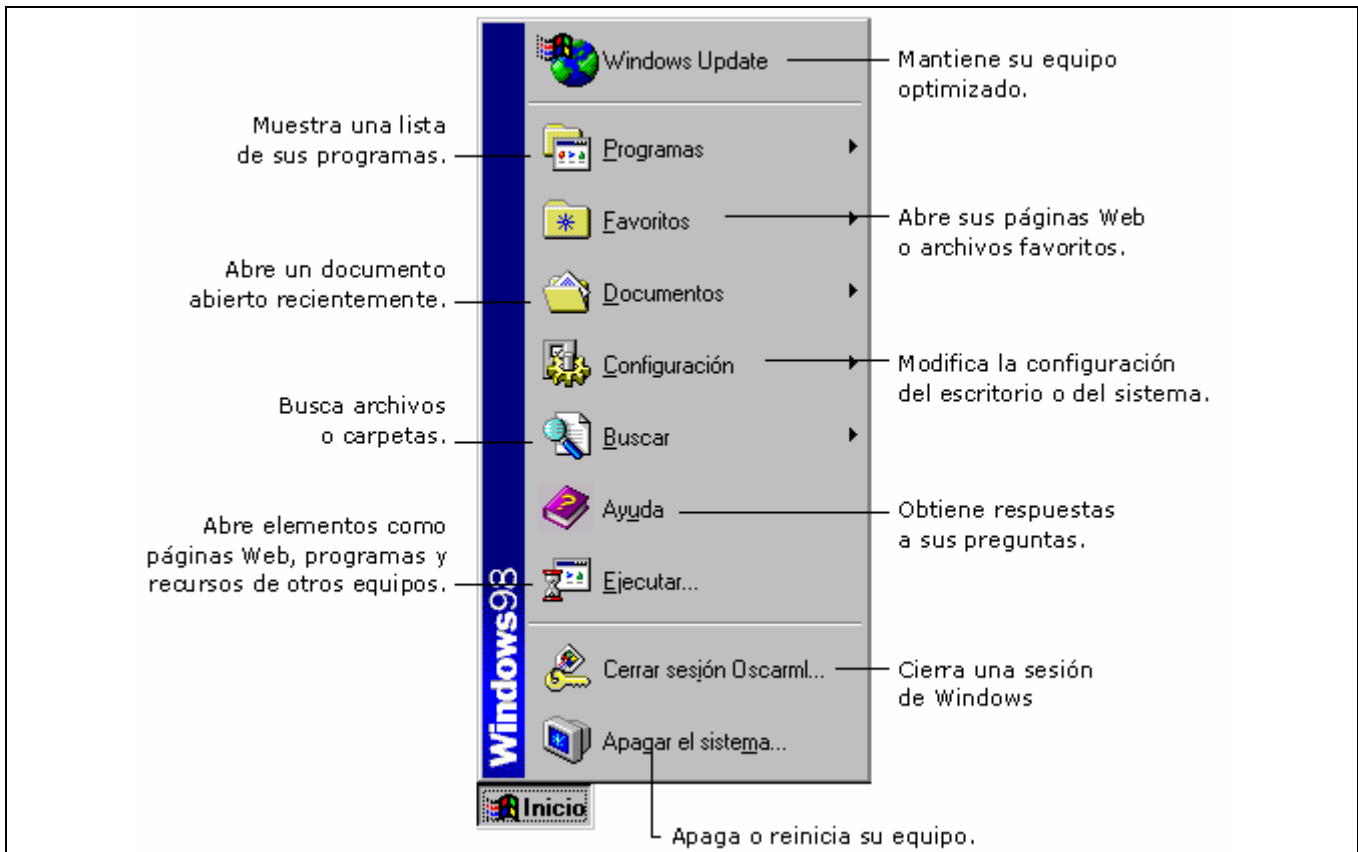 Windows Update
Mantiene su equipo
optimizado.
Muestra una lista
de sus programas.
Programas
Favoritos
Abre sus páginas Web
o archivos favoritos.
Abre un documento
abierto recientemente.
Documentos
Configuración
Modifica la configuración
del escritorio o del sistema.
Busca archivos
o carpetas.
Buscar
Ayuda
Obtiene respuestas
a sus preguntas.
Abre elementos como
páginas Web, programas y
recursos de otros equipos.
Ejecutar...
Cerrar sesión Oscarml...
Cierra una sesión
de Windows
Apagar el sistema...
Windows98
Inicio
Apaga o reinicia su equipo.